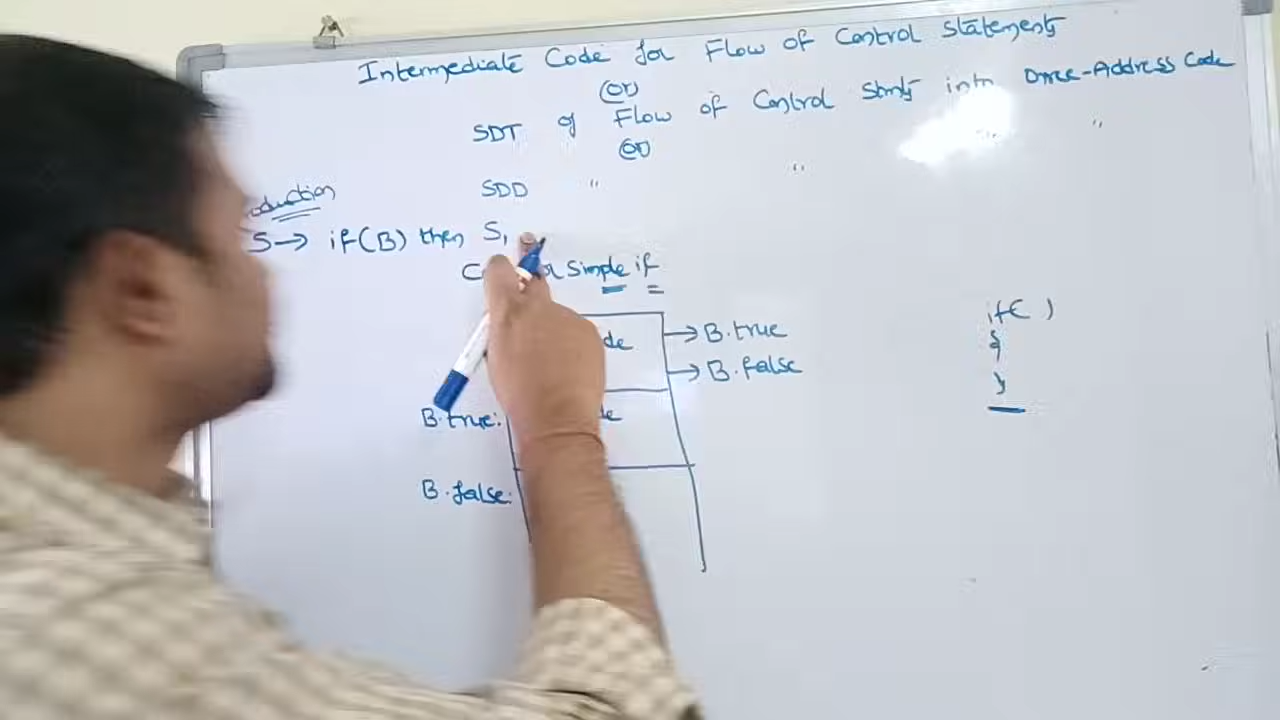 Intermediate Code for Flow of Control Statements
(or)
SDT of Flow of Control Stmts into Three-Address Code
(or)
SDD " " "
S → if(B) then S₁
simple if
→ B.true
→ B.false
B.true:
B.false:
if( )
{
}